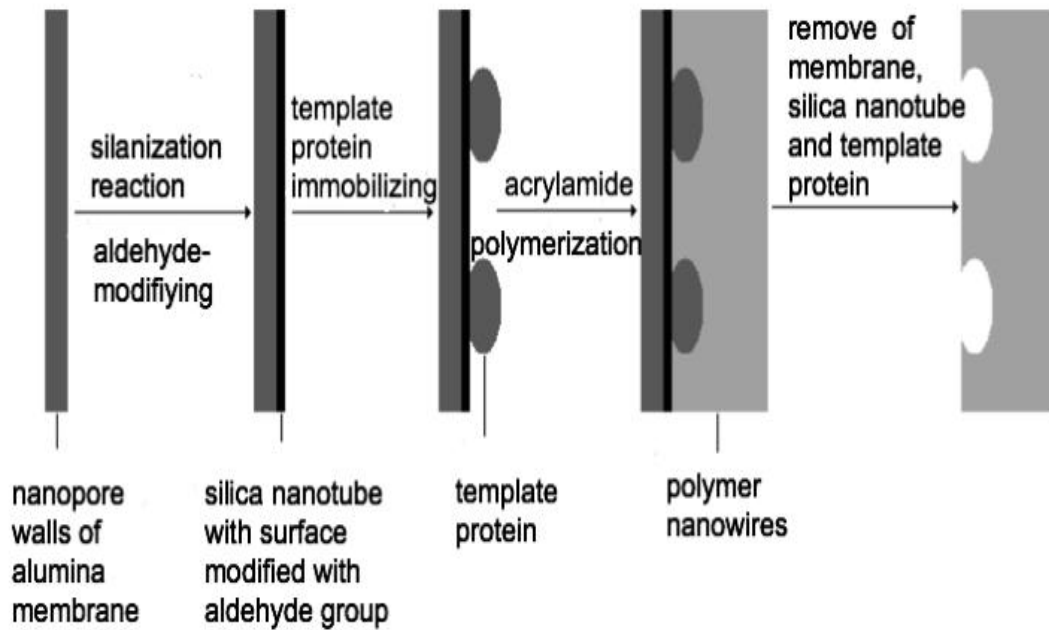 silanization
reaction
aldehyde-
modifiying
template
protein
immobilizing
acrylamide
polymerization
remove of
membrane,
silica nanotube
and template
protein
nanopore
walls of
alumina
membrane
silica nanotube
with surface
modified with
aldehyde group
template
protein
polymer
nanowires